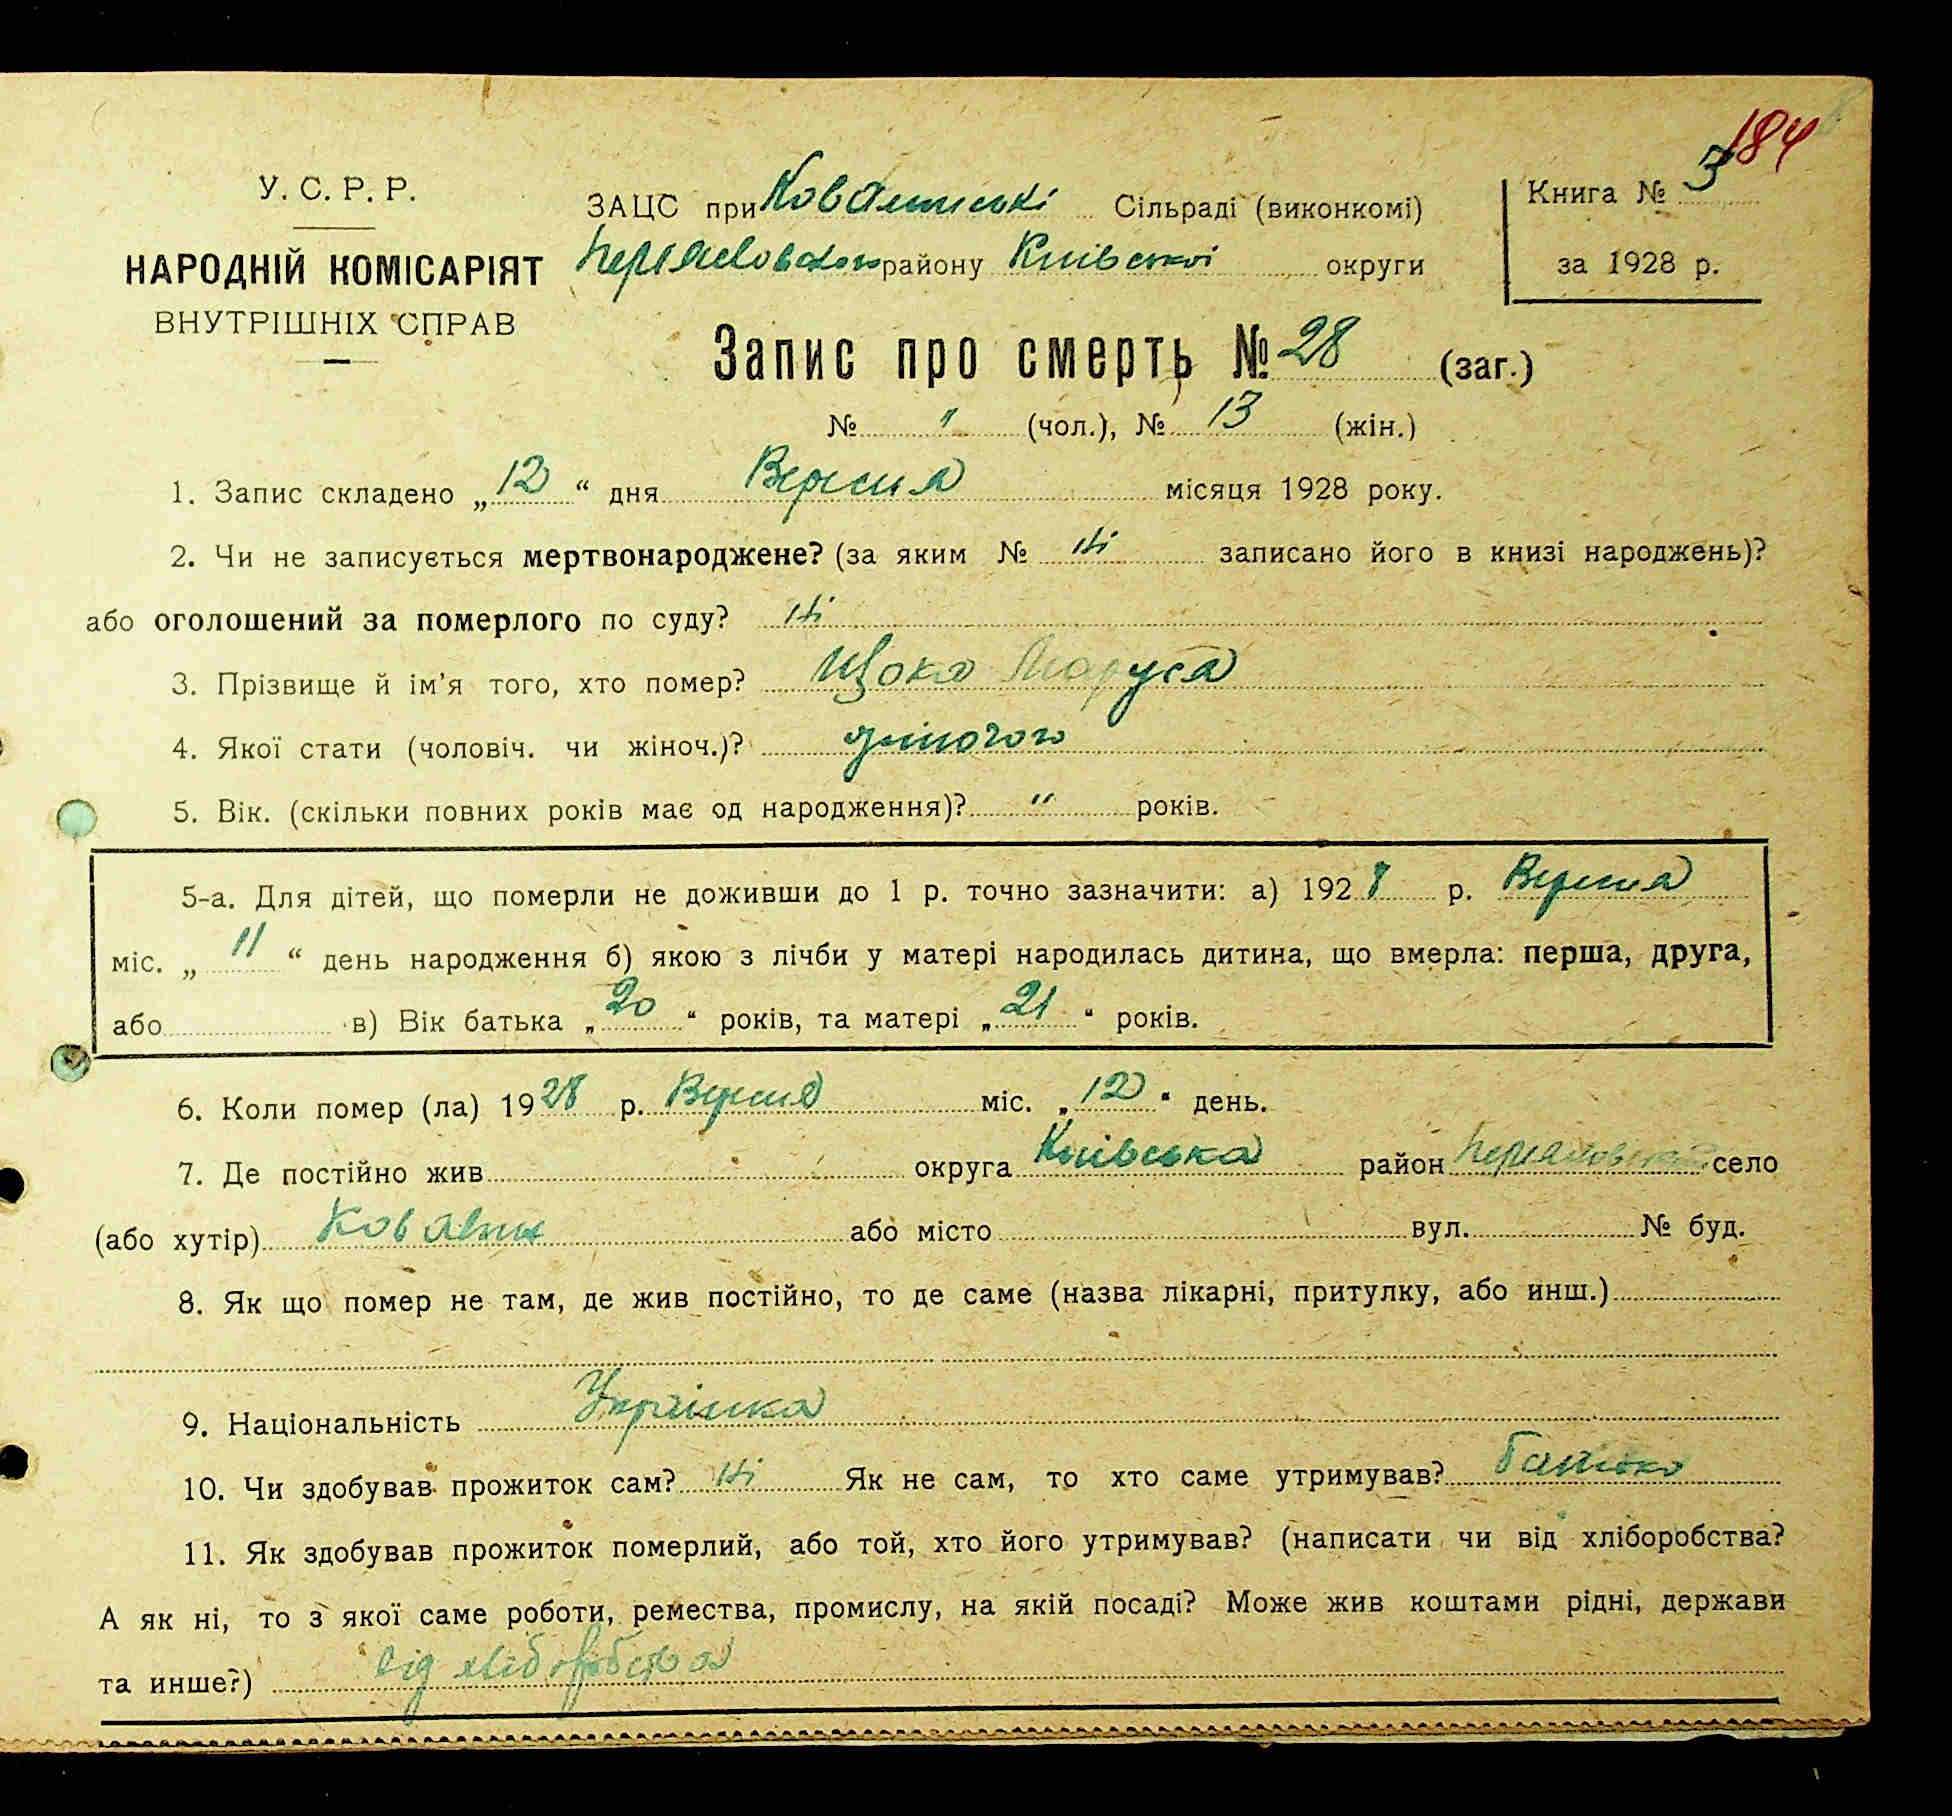 184
У. С. Р. Р.
НАРОДНІЙ КОМІСАРІЯТ
ВНУТРІШНІХ СПРАВ
ЗАЦС при Ковалинські Сільраді (виконкомі)
району Київської округи
Книга № 3
за 1928 р.
Запис про смерть № 28 (заг.)
№ " (чол.), № 13 (жін.)
1. Запис складено „12“ дня Вересня місяця 1928 року.
2. Чи не записується мертвонароджене? (за яким № Ні записано його в книзі народжень)?
або оголошений за померлого по суду? Ні
3. Прізвище й ім'я того, хто помер? Цьока Маруся
4. Якої стати (чоловіч. чи жіноч.)? жіночого
5. Вік. (скільки повних років має од народження)? " років.
5-а. Для дітей, що померли не доживши до 1 р. точно зазначити: а) 1928 р. Вересня
міс. „11“ день народження б) якою з лічби у матері народилась дитина, що вмерла: перша, друга,
або в) Вік батька „20“ років, та матері „21“ років.
6. Коли помер (ла) 1928 р. Вересня міс. „12“ день.
7. Де постійно жив округа Київська район село
(або хутір) Ковалин або місто вул. № буд.
8. Як що помер не там, де жив постійно, то де саме (назва лікарні, притулку, або инш.)
9. Національність Українка
10. Чи здобував прожиток сам? Ні Як не сам, то хто саме утримував? батько
11. Як здобував прожиток померлий, або той, хто його утримував? (написати чи від хліборобства?
А як ні, то з якої саме роботи, ремества, промислу, на якій посаді? Може жив коштами рідні, держави
та инше?) від хліборобства